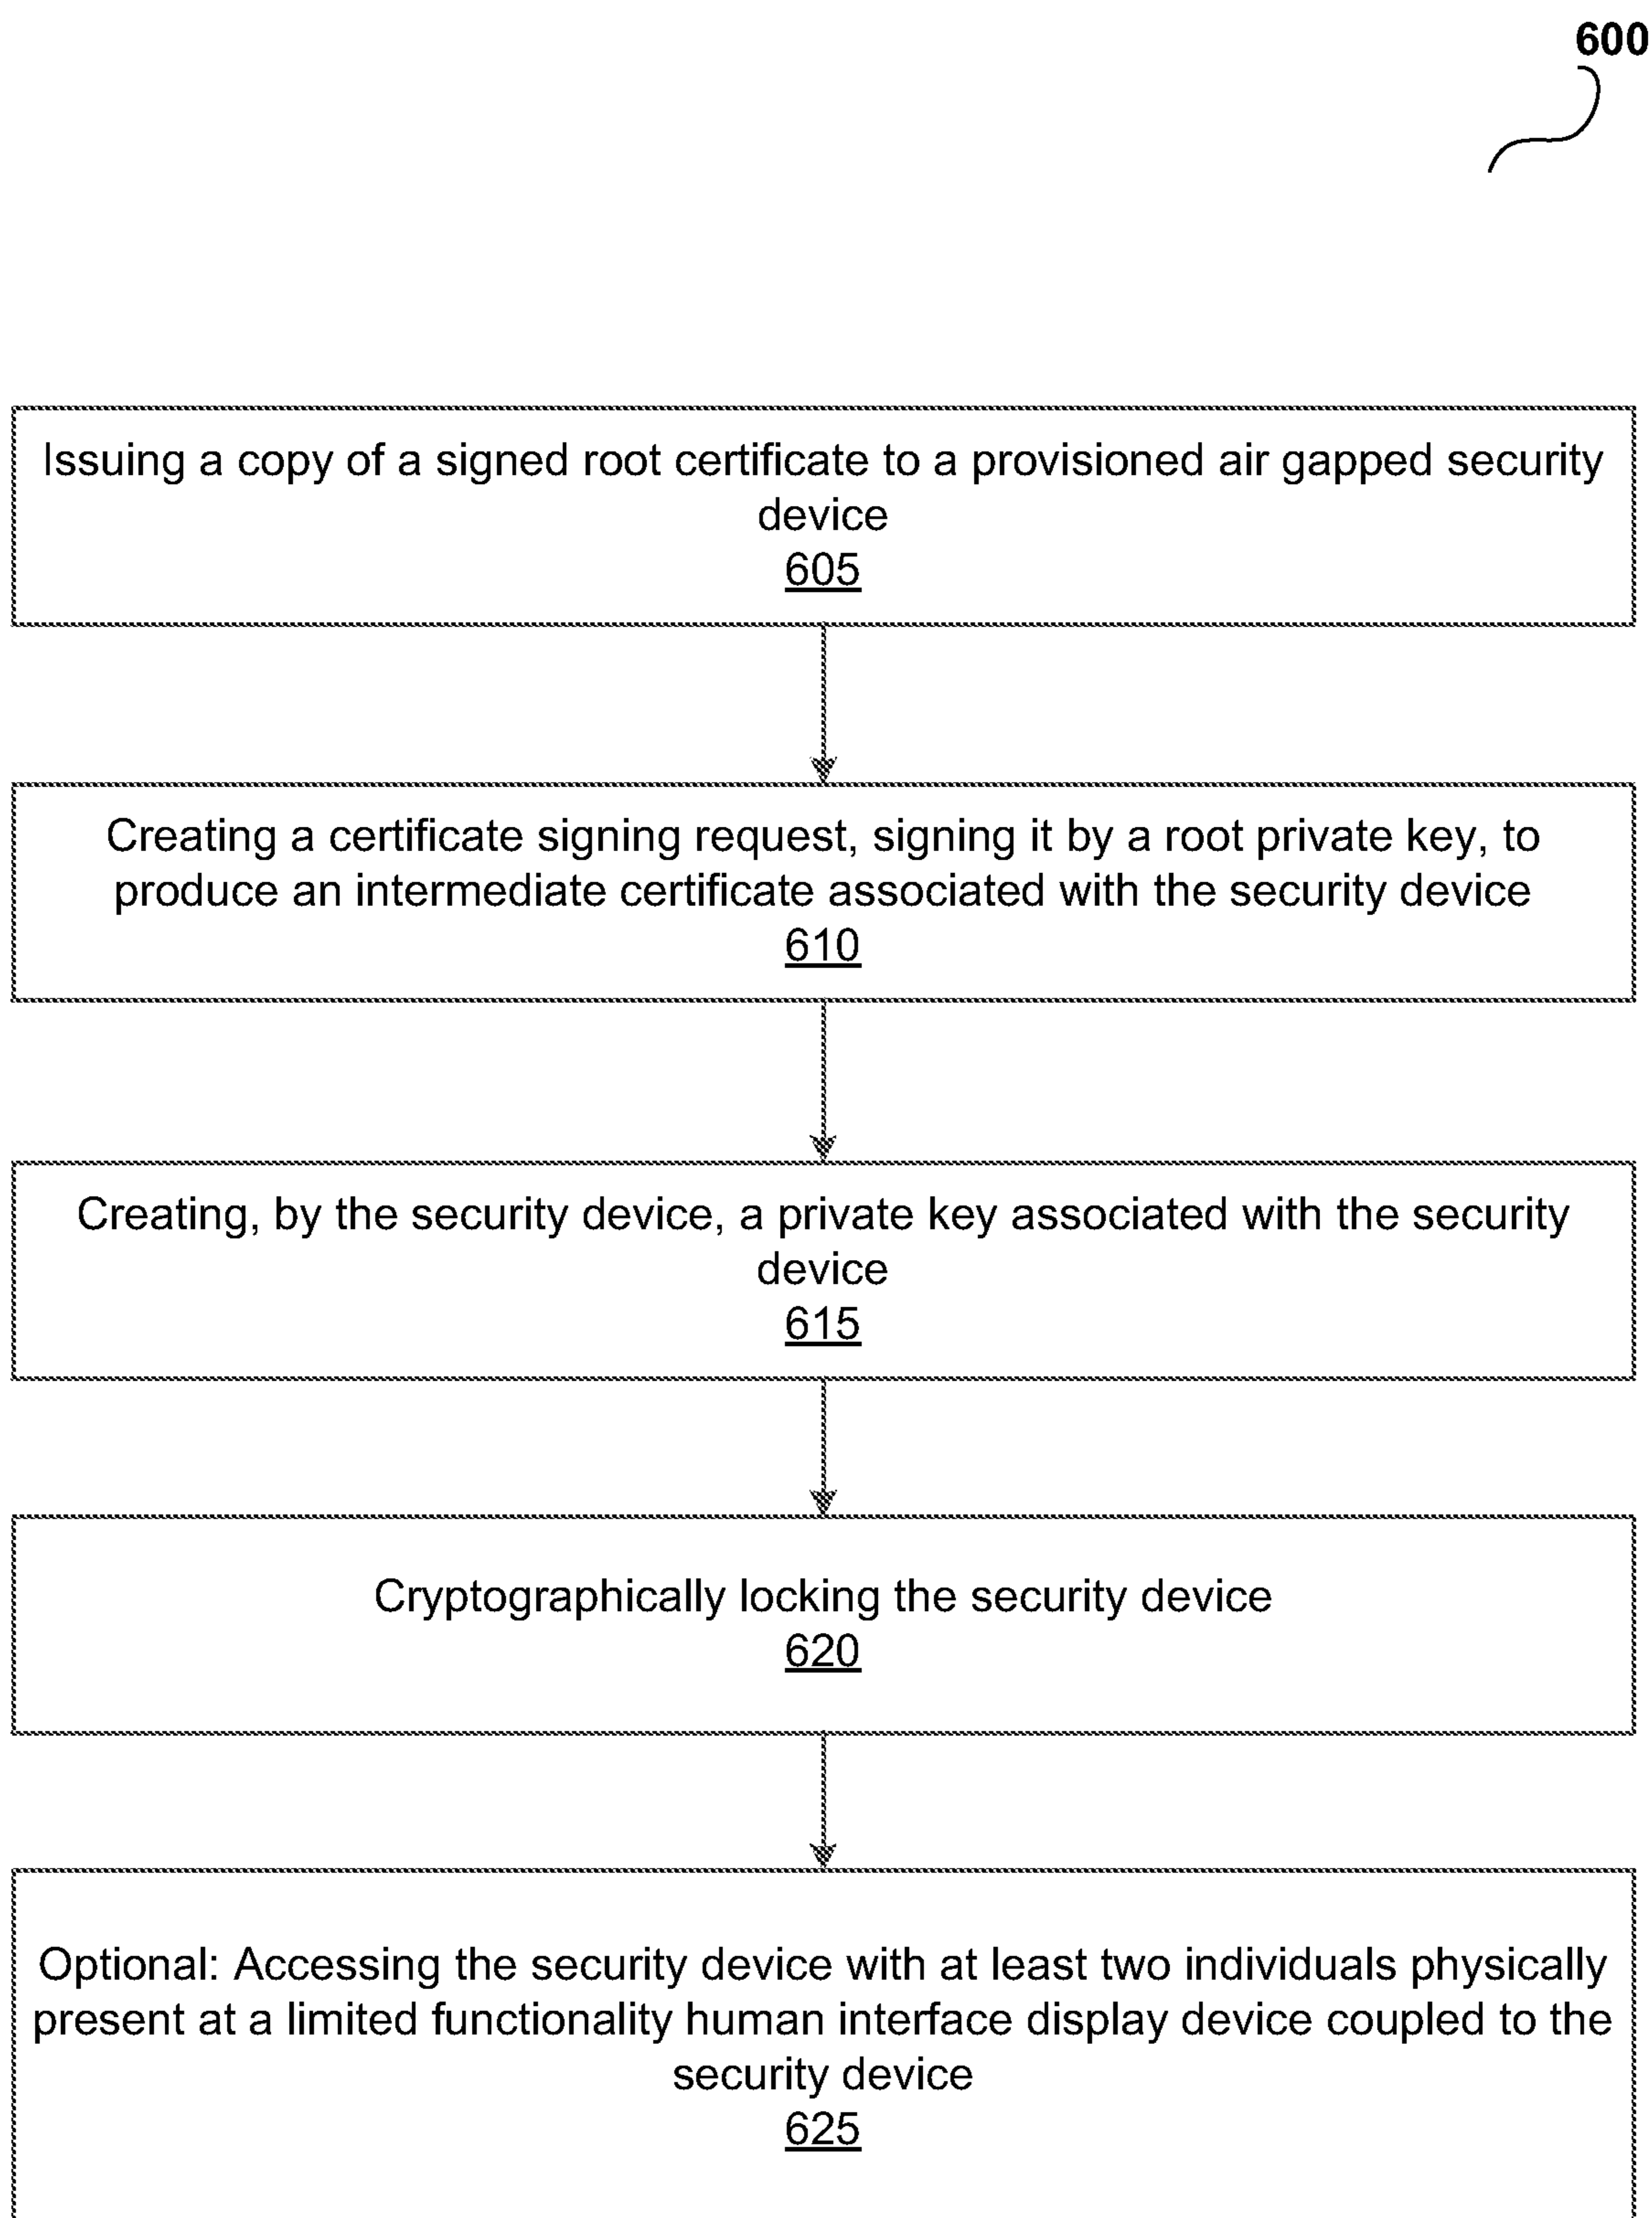 600
Issuing a copy of a signed root certificate to a provisioned air gapped security
device
605
Creating a certificate signing request, signing it by a root private key, to
produce an intermediate certificate associated with the security device
610
Creating, by the security device, a private key associated with the security
device
615
Cryptographically locking the security device
620
Optional: Accessing the security device with at least two individuals physically
present at a limited functionality human interface display device coupled to the
security device
625